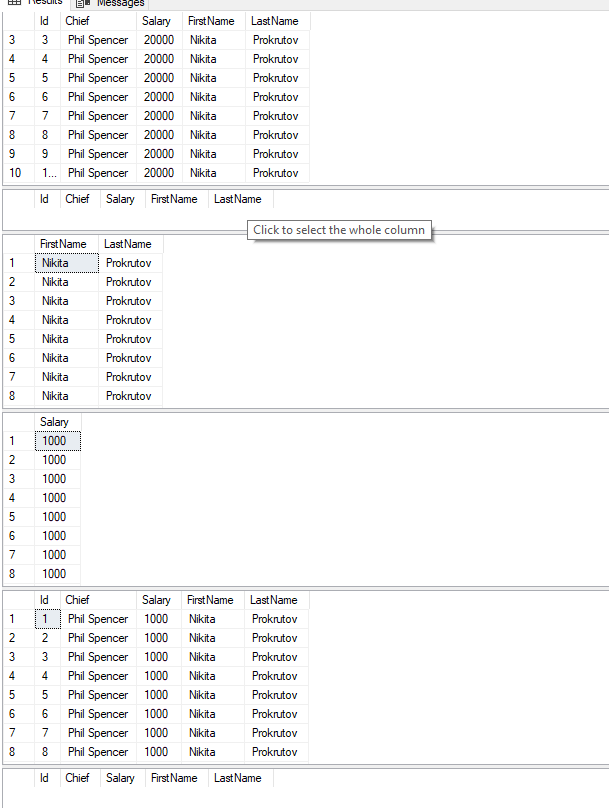 Results Messages
Id Chief Salary FirstName LastName
3 3 Phil Spencer 20000 Nikita Prokrutov
4 4 Phil Spencer 20000 Nikita Prokrutov
5 5 Phil Spencer 20000 Nikita Prokrutov
6 6 Phil Spencer 20000 Nikita Prokrutov
7 7 Phil Spencer 20000 Nikita Prokrutov
8 8 Phil Spencer 20000 Nikita Prokrutov
9 9 Phil Spencer 20000 Nikita Prokrutov
10 1... Phil Spencer 20000 Nikita Prokrutov
Id Chief Salary FirstName LastName
Click to select the whole column
FirstName LastName
1 Nikita Prokrutov
2 Nikita Prokrutov
3 Nikita Prokrutov
4 Nikita Prokrutov
5 Nikita Prokrutov
6 Nikita Prokrutov
7 Nikita Prokrutov
8 Nikita Prokrutov
Salary
1 1000
2 1000
3 1000
4 1000
5 1000
6 1000
7 1000
8 1000
Id Chief Salary FirstName LastName
1 1 Phil Spencer 1000 Nikita Prokrutov
2 2 Phil Spencer 1000 Nikita Prokrutov
3 3 Phil Spencer 1000 Nikita Prokrutov
4 4 Phil Spencer 1000 Nikita Prokrutov
5 5 Phil Spencer 1000 Nikita Prokrutov
6 6 Phil Spencer 1000 Nikita Prokrutov
7 7 Phil Spencer 1000 Nikita Prokrutov
8 8 Phil Spencer 1000 Nikita Prokrutov
Id Chief Salary FirstName LastName